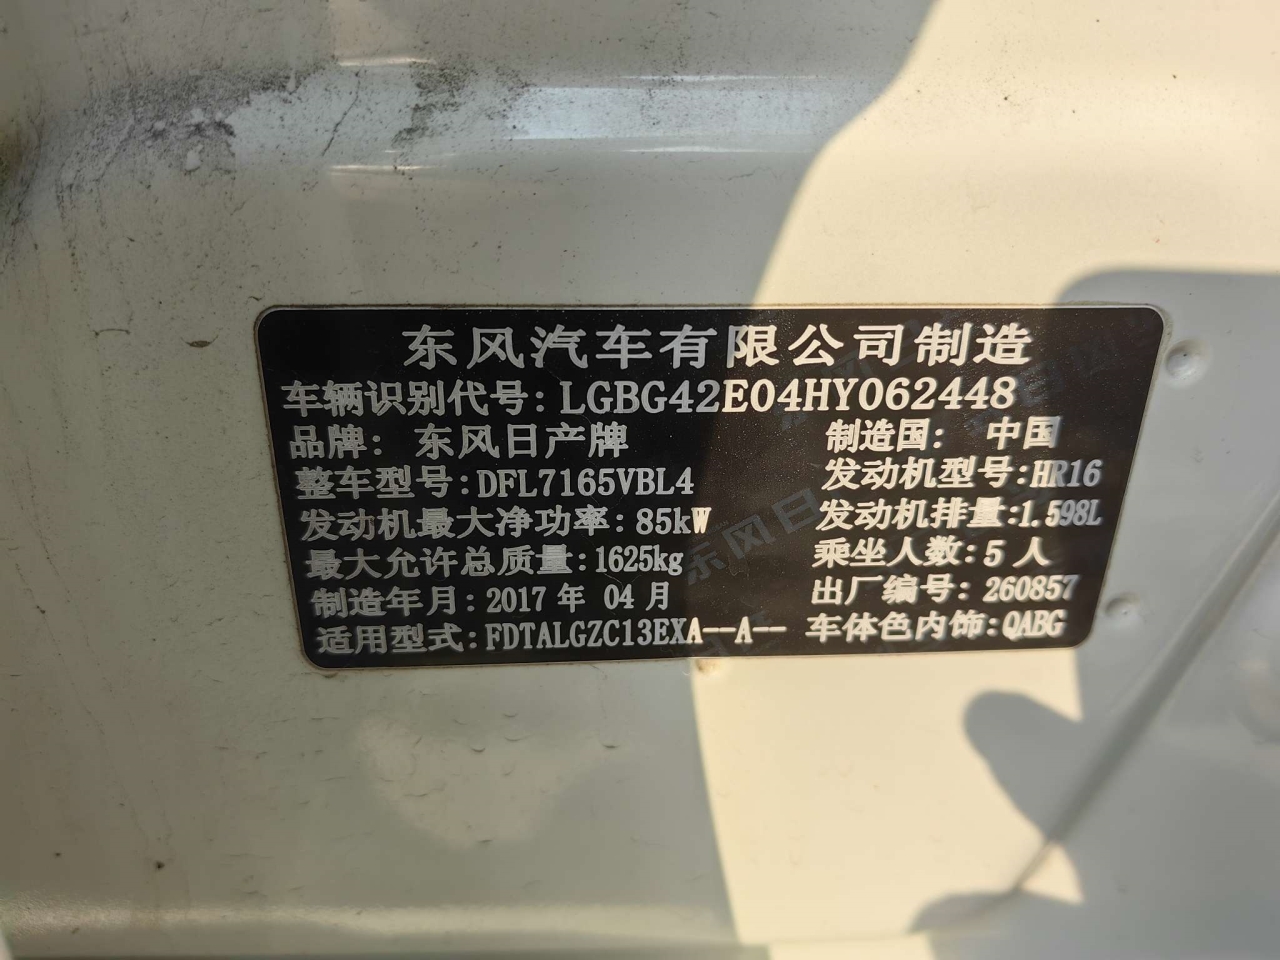 东风汽车有限公司制造
车辆识别代号: LGBG42E04HY062448
品牌: 东风日产牌 制造国: 中国
整车型号:DFL7165VBL4 发动机型号:HR16
发动机最大净功率: 85kW 发动机排量:1.598L
最大允许总质量: 1625kg 乘坐人数: 5 人
制造年月: 2017 年 04 月 出厂编号: 260857
适用型式: FDTALGZC13EXA--A-- 车体色内饰:QABG